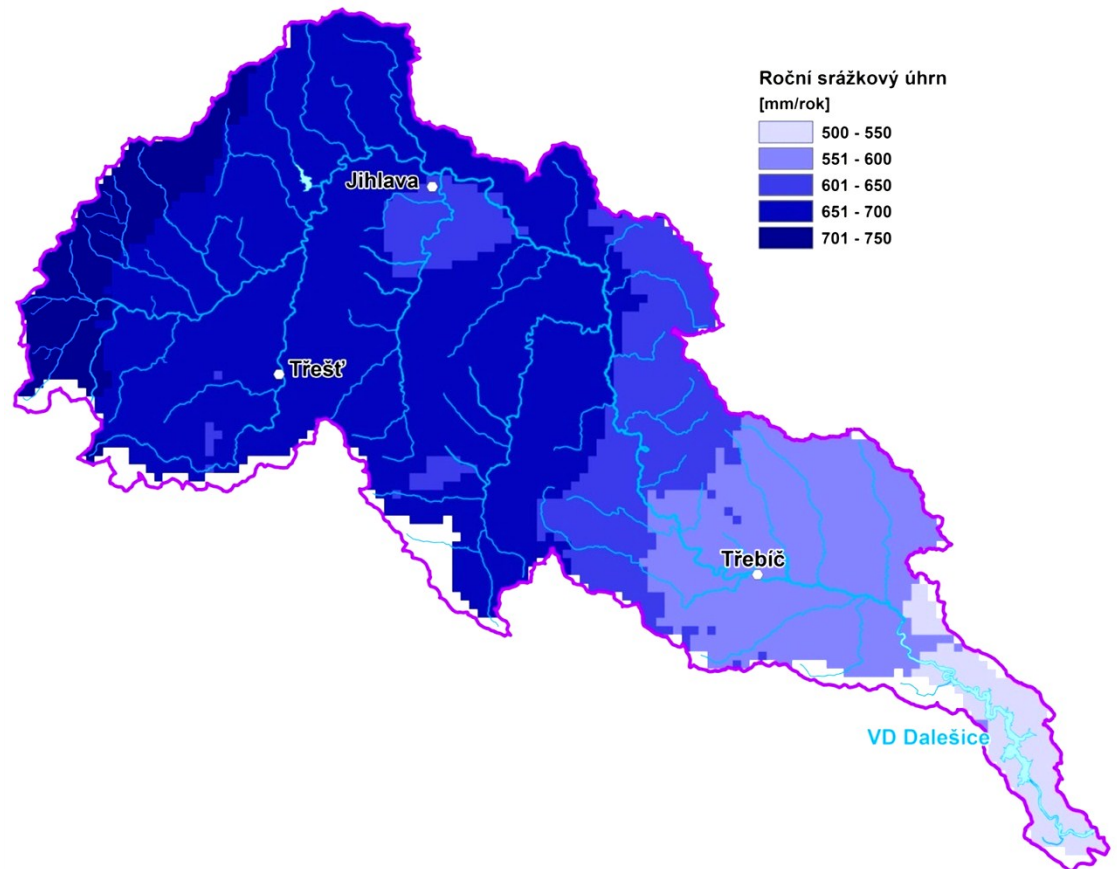 Roční srážkový úhrn
[mm/rok]
500 - 550
551 - 600
601 - 650
651 - 700
701 - 750
Jihlava
Třešť
Třebíč
VD Dalešice